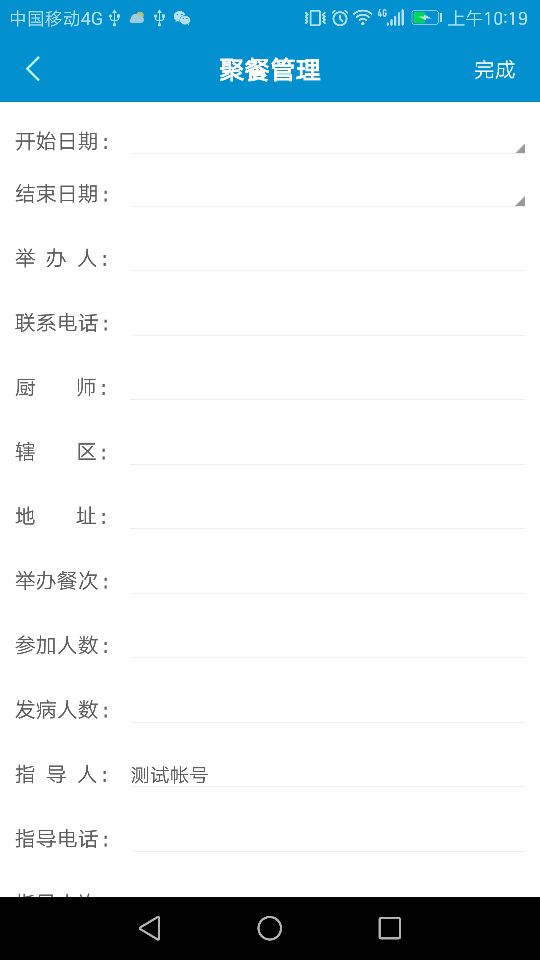 中国移动4G 4G 上午10:19
聚餐管理 完成
开始日期:
结束日期:
举 办 人:
联系电话:
厨 师:
辖 区:
地 址:
举办餐次:
参加人数:
发病人数:
指 导 人: 测试帐号
指导电话: